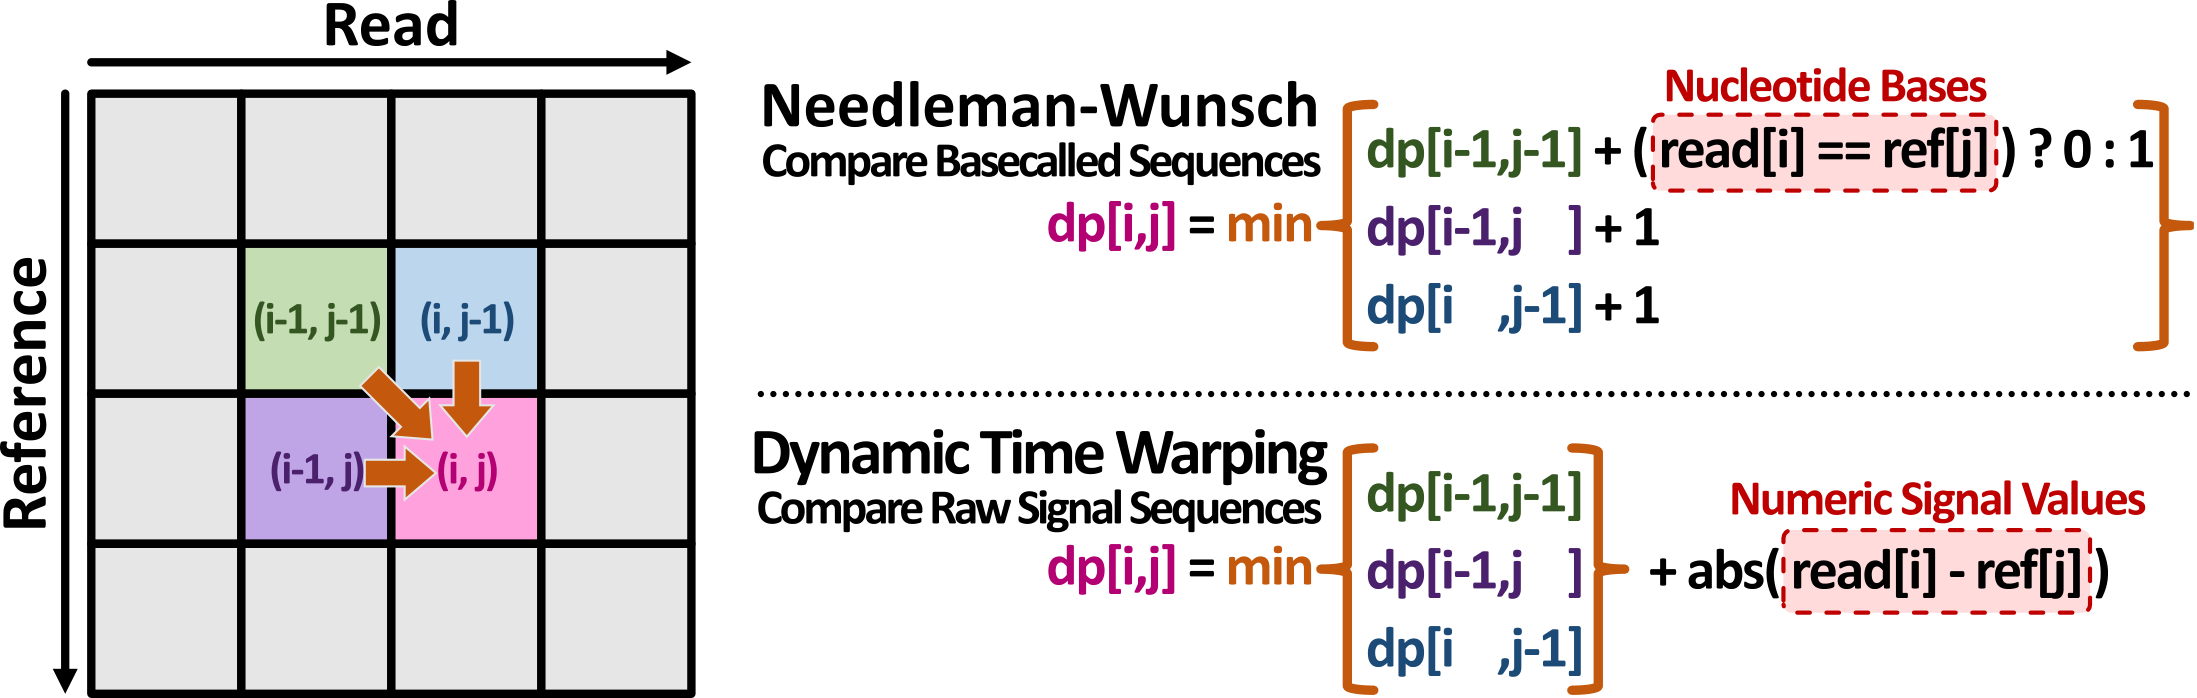 Read
Reference
(i-1, j-1)
(i, j-1)
(i-1, j)
(i, j)
Needleman-Wunsch
Compare Basecalled Sequences
Nucleotide Bases
dp[i,j] = min
dp[i-1,j-1] + (read[i] == ref[j]) ? 0 : 1
dp[i-1,j ] + 1
dp[i ,j-1] + 1
Dynamic Time Warping
Compare Raw Signal Sequences
dp[i,j] = min
dp[i-1,j-1]
dp[i-1,j ]
dp[i ,j-1]
Numeric Signal Values
+ abs(read[i] - ref[j])